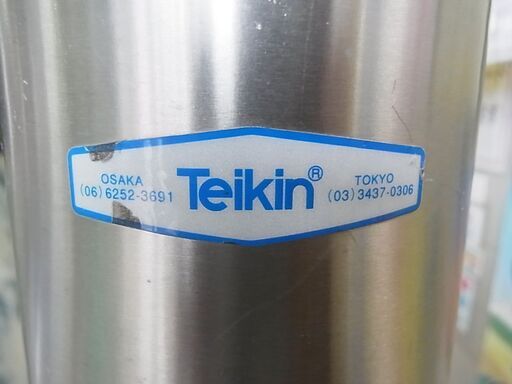 OSAKA
(06)6252-3691
Teikin®
TOKYO
(03)3437-0306